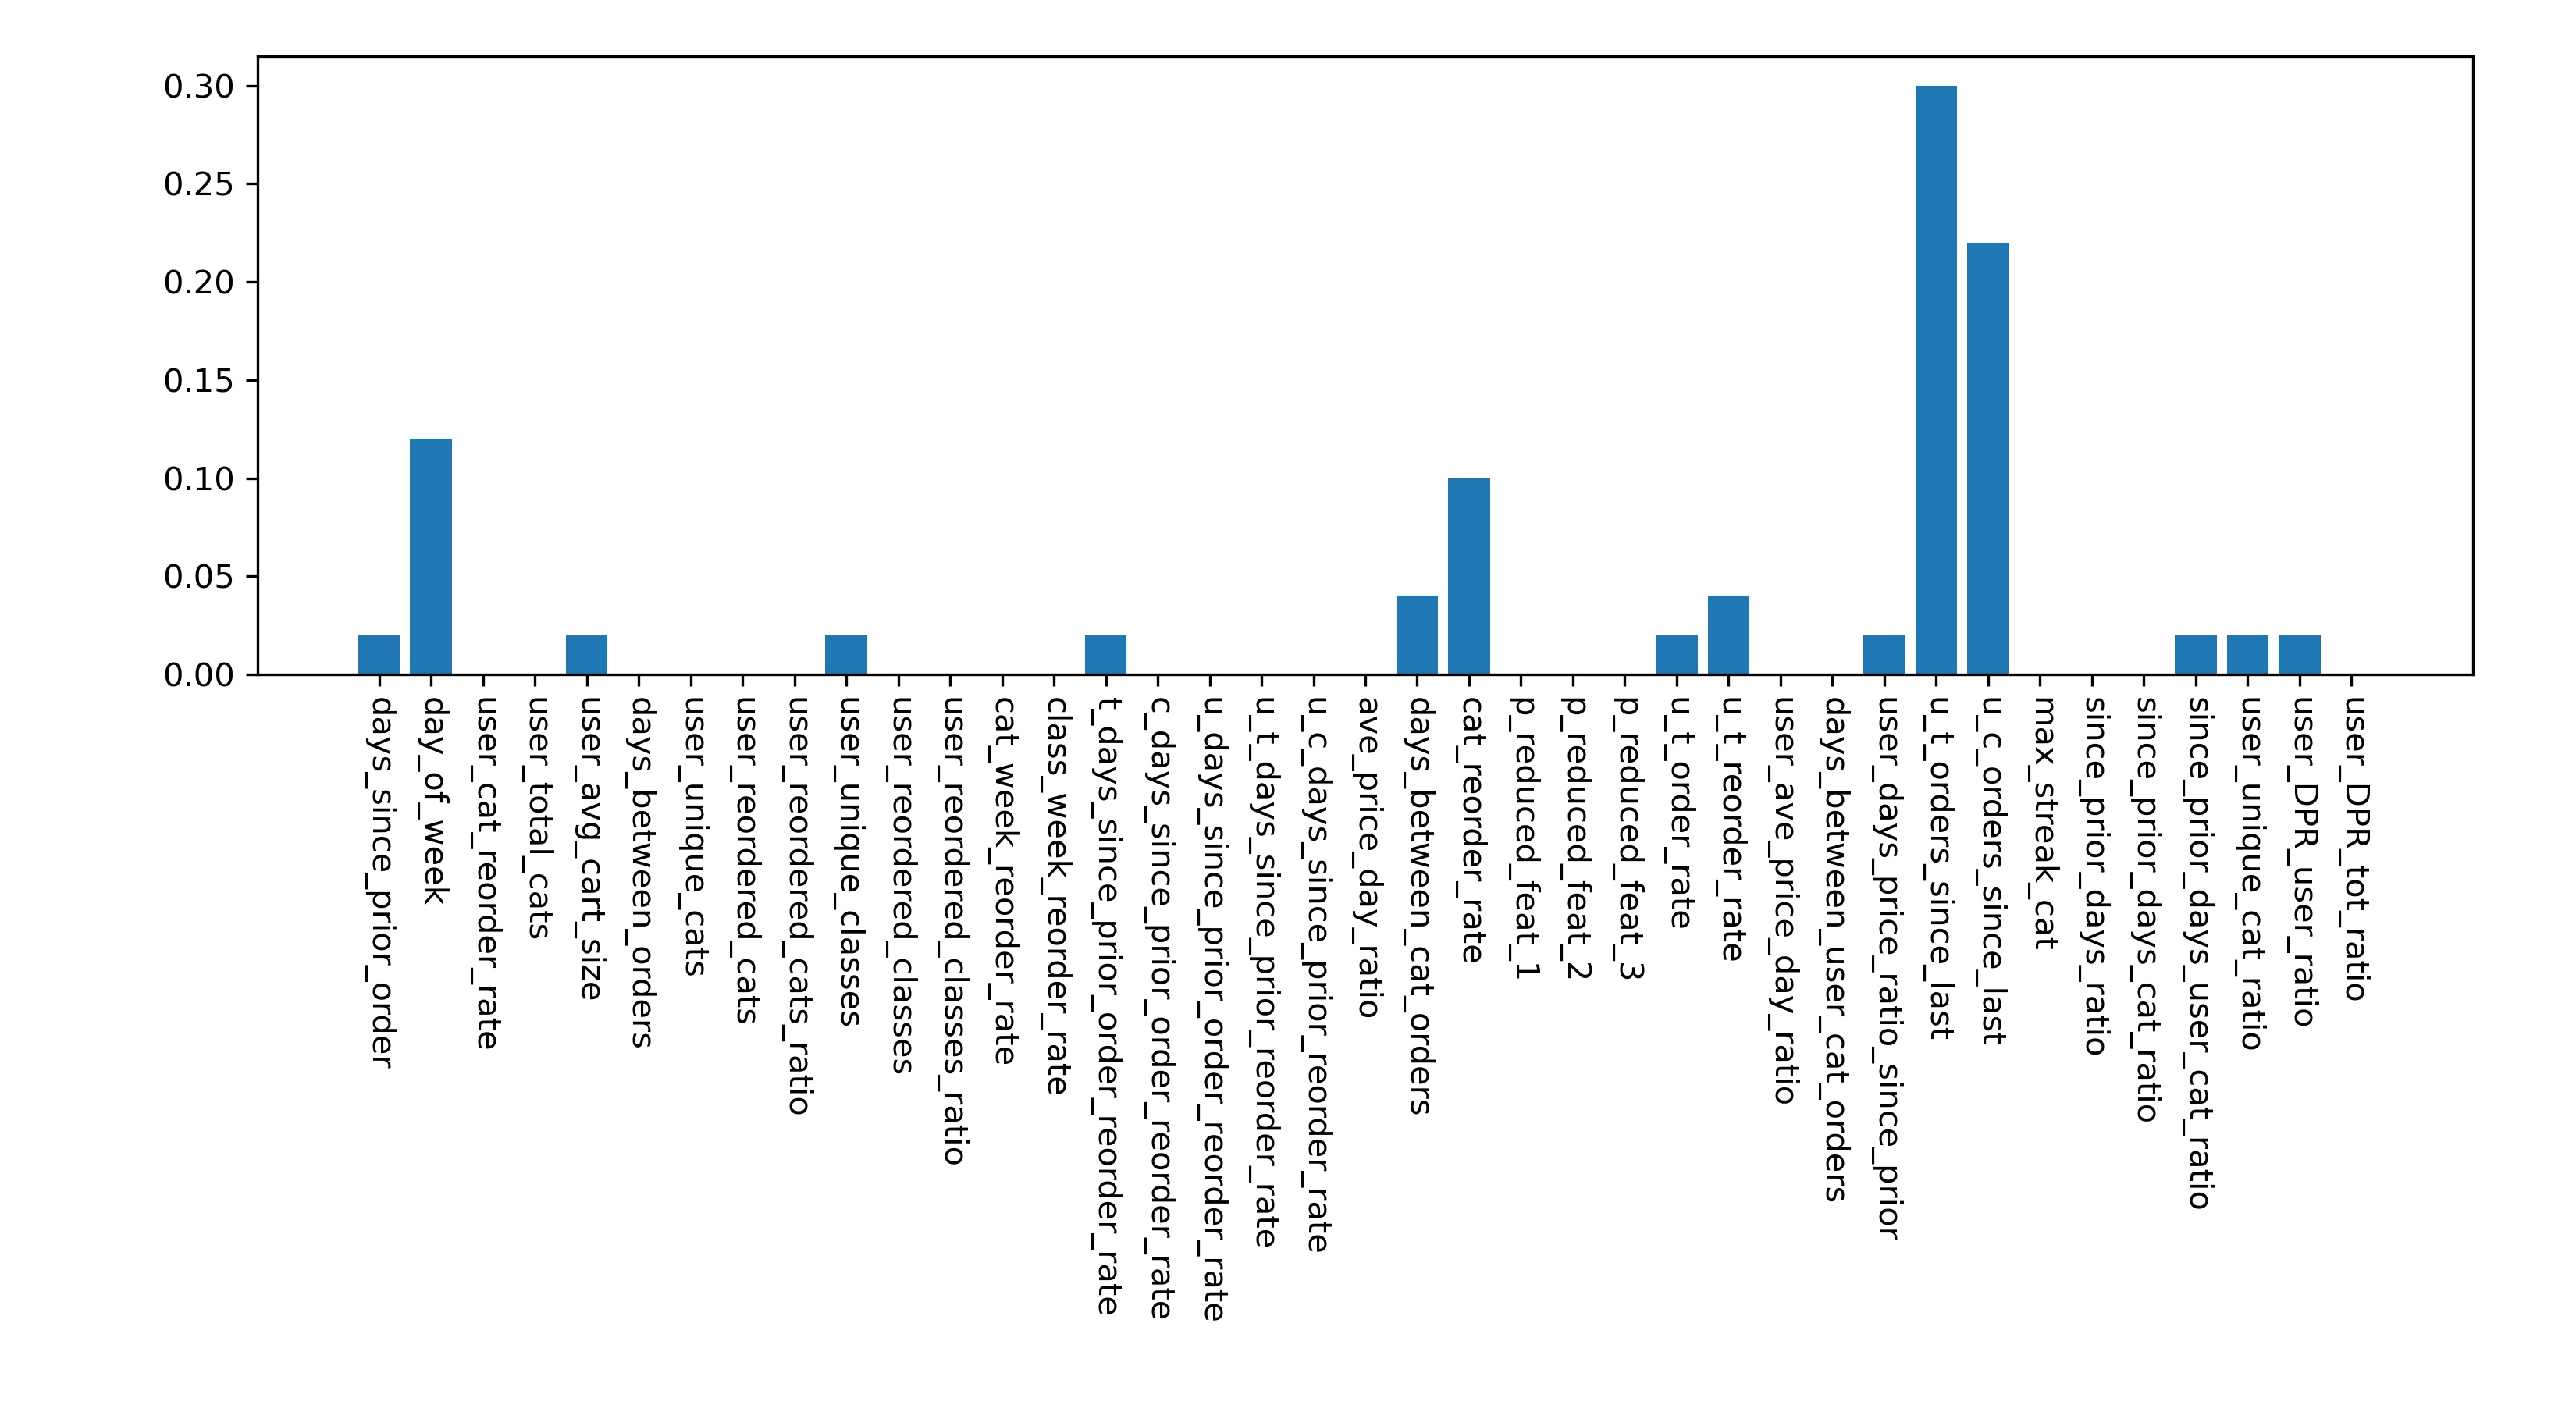 0.30
0.25
0.20
0.15
0.10
0.05
0.00
days_since_prior_order
day_of_week
user_cat_reorder_rate
user_total_cats
user_avg_cart_size
days_between_orders
user_unique_cats
user_reordered_cats
user_reordered_cats_ratio
user_unique_classes
user_reordered_classes
user_reordered_classes_ratio
cat_week_reorder_rate
class_week_reorder_rate
t_days_since_prior_order_reorder_rate
c_days_since_prior_order_reorder_rate
u_days_since_prior_order_reorder_rate
u_t_days_since_prior_reorder_rate
u_c_days_since_prior_reorder_rate
ave_price_day_ratio
days_between_cat_orders
cat_reorder_rate
p_reduced_feat_1
p_reduced_feat_2
p_reduced_feat_3
u_t_order_rate
u_t_reorder_rate
user_ave_price_day_ratio
days_between_user_cat_orders
user_days_price_ratio_since_prior
u_t_orders_since_last
u_c_orders_since_last
max_streak_cat
since_prior_days_ratio
since_prior_days_cat_ratio
since_prior_days_user_cat_ratio
user_unique_cat_ratio
user_DPR_user_ratio
user_DPR_tot_ratio